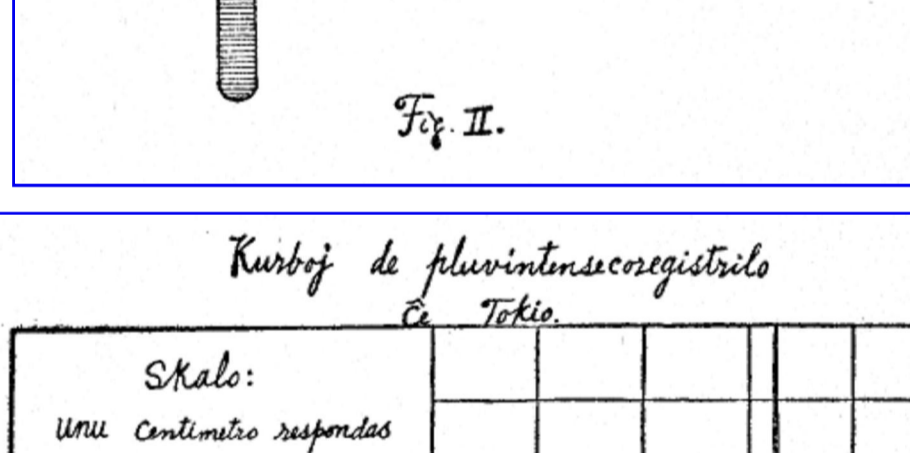 Fig. II.
Kurboj de pluvintensecoregistrilo
Ĉe Tokio.
Skalo:
Unu Centimetro respondas